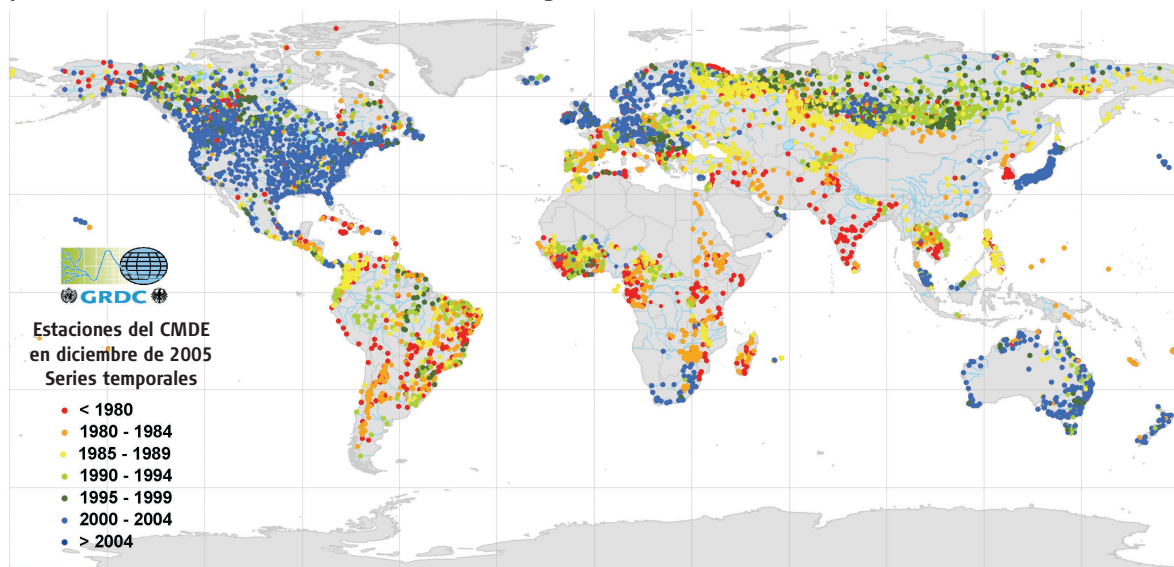 GRDC
Estaciones del CMDE
en diciembre de 2005
Series temporales
< 1980
1980 - 1984
1985 - 1989
1990 - 1994
1995 - 1999
2000 - 2004
> 2004